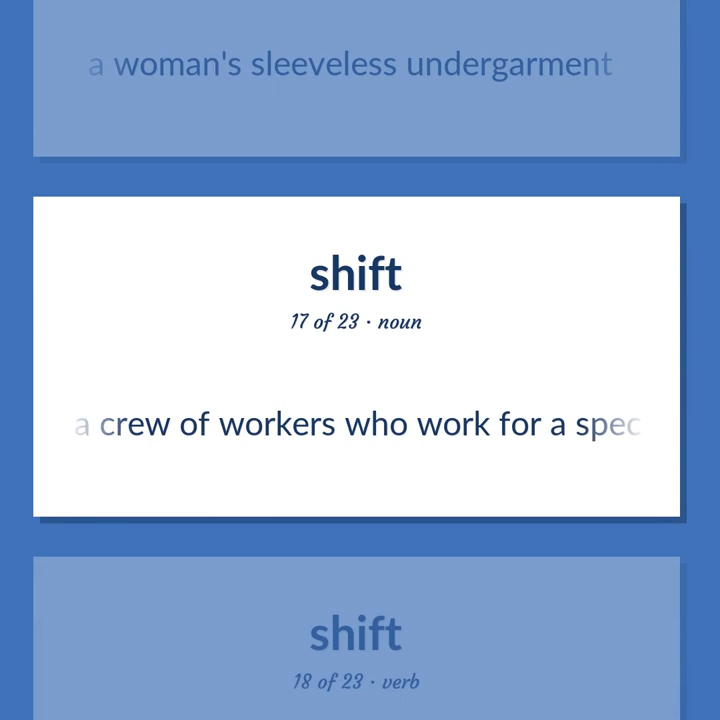 a woman's sleeveless undergarment
shift
17 of 23 · noun
a crew of workers who work for a spec
shift
18 of 23 · verb